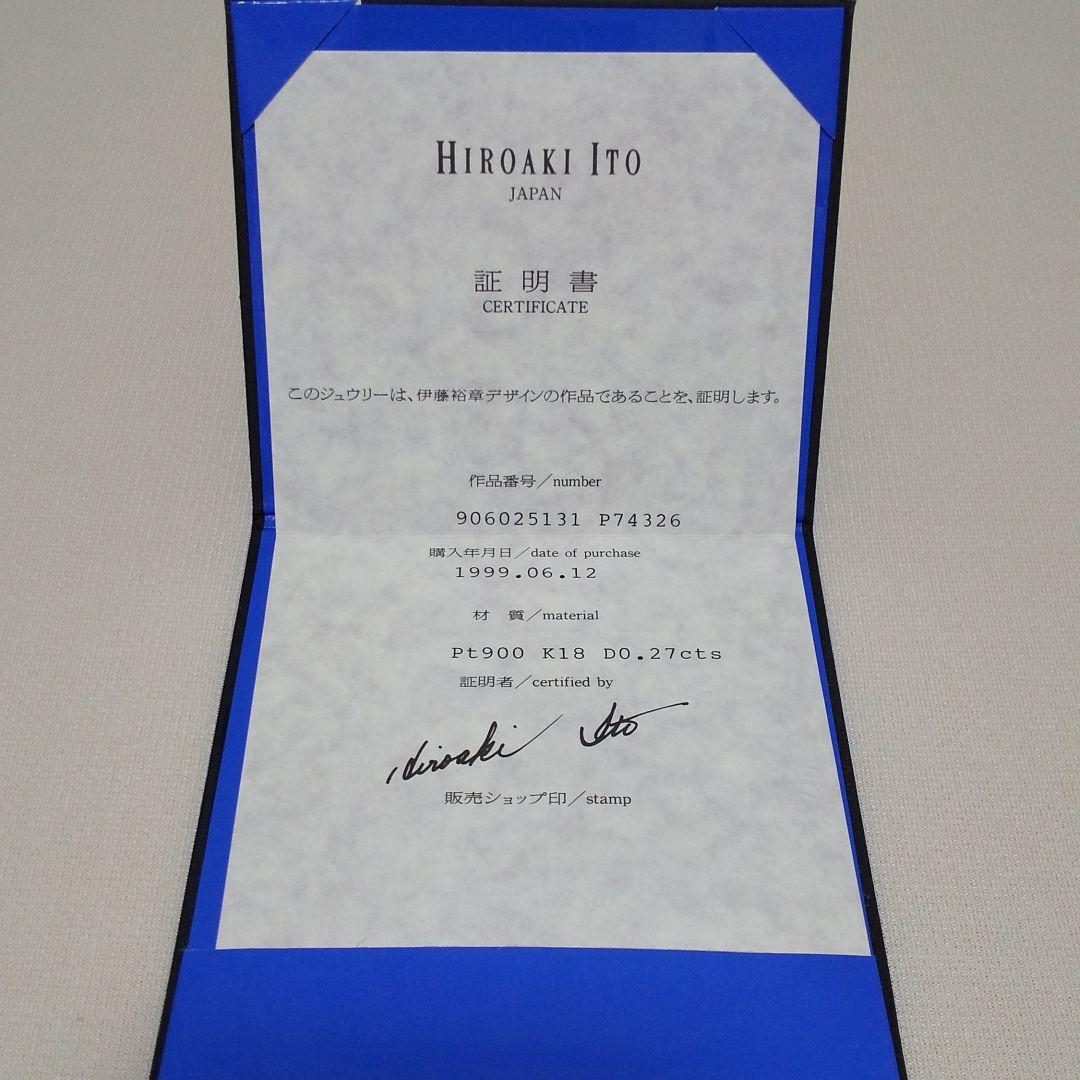 HIROAKI ITO
JAPAN
証明書
CERTIFICATE
このジュウリーは、伊藤裕章デザインの作品であることを、証明します。
作品番号／number
906025131 P74326
購入年月日／date of purchase
1999.06.12
材　質／material
Pt900 K18 D0.27cts
証明者／certified by
Hiroaki Ito
販売ショップ印／stamp